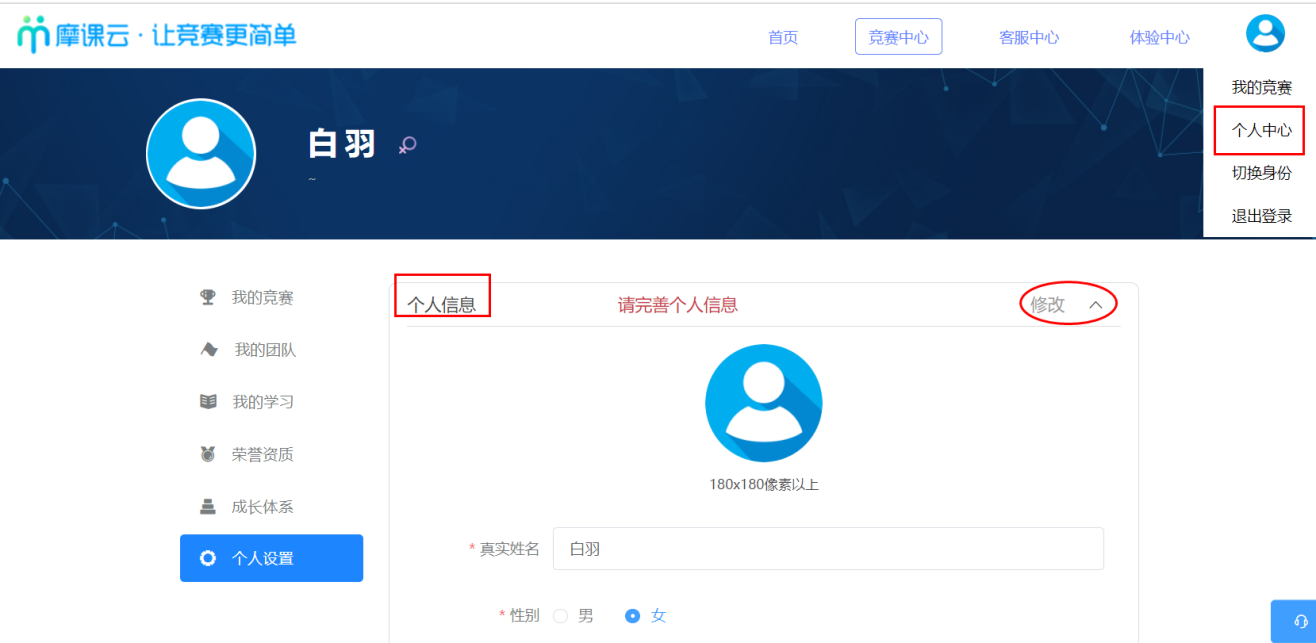 摩课云·让竞赛更简单
首页 竞赛中心 客服中心 体验中心
我的竞赛
个人中心
切换身份
退出登录
白羽
~
我的竞赛
我的团队
我的学习
荣誉资质
成长体系
个人设置
个人信息 请完善个人信息 修改
180x180像素以上
* 真实姓名 白羽
* 性别 男 女